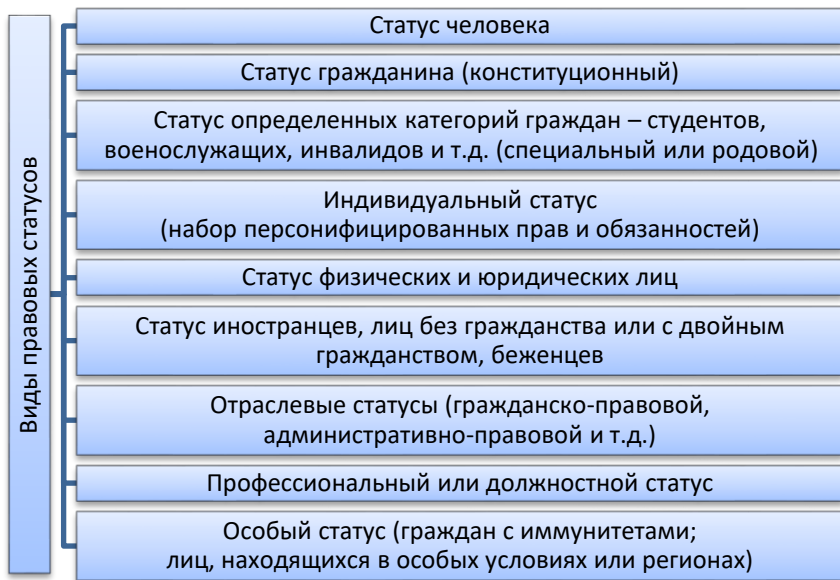 Виды правовых статусов
Статус человека
Статус гражданина (конституционный)
Статус определенных категорий граждан – студентов,
военослужащих, инвалидов и т.д. (специальный или родовой)
Индивидуальный статус
(набор персонифицированных прав и обязанностей)
Статус физических и юридических лиц
Статус иностранцев, лиц без гражданства или с двойным
гражданством, беженцев
Отраслевые статусы (гражданско-правовой,
административно-правовой и т.д.)
Профессиональный или должностной статус
Особый статус (граждан с иммунитетами;
лиц, находящихся в особых условиях или регионах)